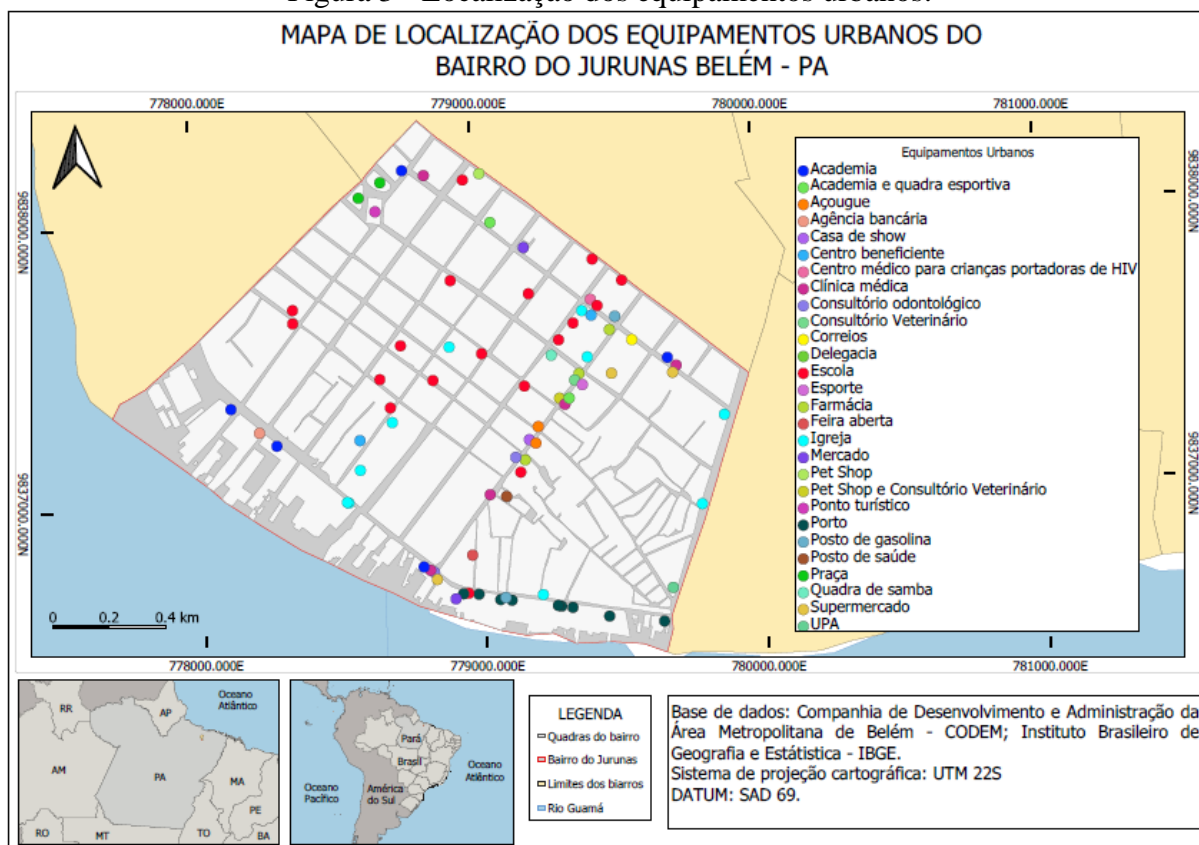 Figura 3 - Localização dos equipamentos urbanos.
MAPA DE LOCALIZAÇÃO DOS EQUIPAMENTOS URBANOS DO
BAIRRO DO JURUNAS BELÉM - PA
778000.000E 779000.000E 780000.000E 781000.000E
9838000.000N
9838000.000N
9837000.000N
9837000.000N
Equipamentos Urbanos
Academia
Academia e quadra esportiva
Açougue
Agência bancária
Casa de show
Centro beneficiente
Centro médico para crianças portadoras de HIV
Clínica médica
Consultório odontológico
Consultório Veterinário
Correios
Delegacia
Escola
Esporte
Farmácia
Feira aberta
Igreja
Mercado
Pet Shop
Pet Shop e Consultório Veterinário
Ponto turístico
Porto
Posto de gasolina
Posto de saúde
Praça
Quadra de samba
Supermercado
UPA
0 0.2 0.4 km
778000.000E 779000.000E 780000.000E 781000.000E
RR
AP
Oceano
Atlântico
AM
PA
MA
PE
RO
MT
TO
BA
Pará
Brasil
Oceano
Atlântico
Oceano
Pacífico
América
do Sul
LEGENDA
Quadras do bairro
Bairro do Jurunas
Limites dos biarros
Rio Guamá
Base de dados: Companhia de Desenvolvimento e Administração da
Área Metropolitana de Belém - CODEM; Instituto Brasileiro de
Geografia e Estátistica - IBGE.
Sistema de projeção cartográfica: UTM 22S
DATUM: SAD 69.